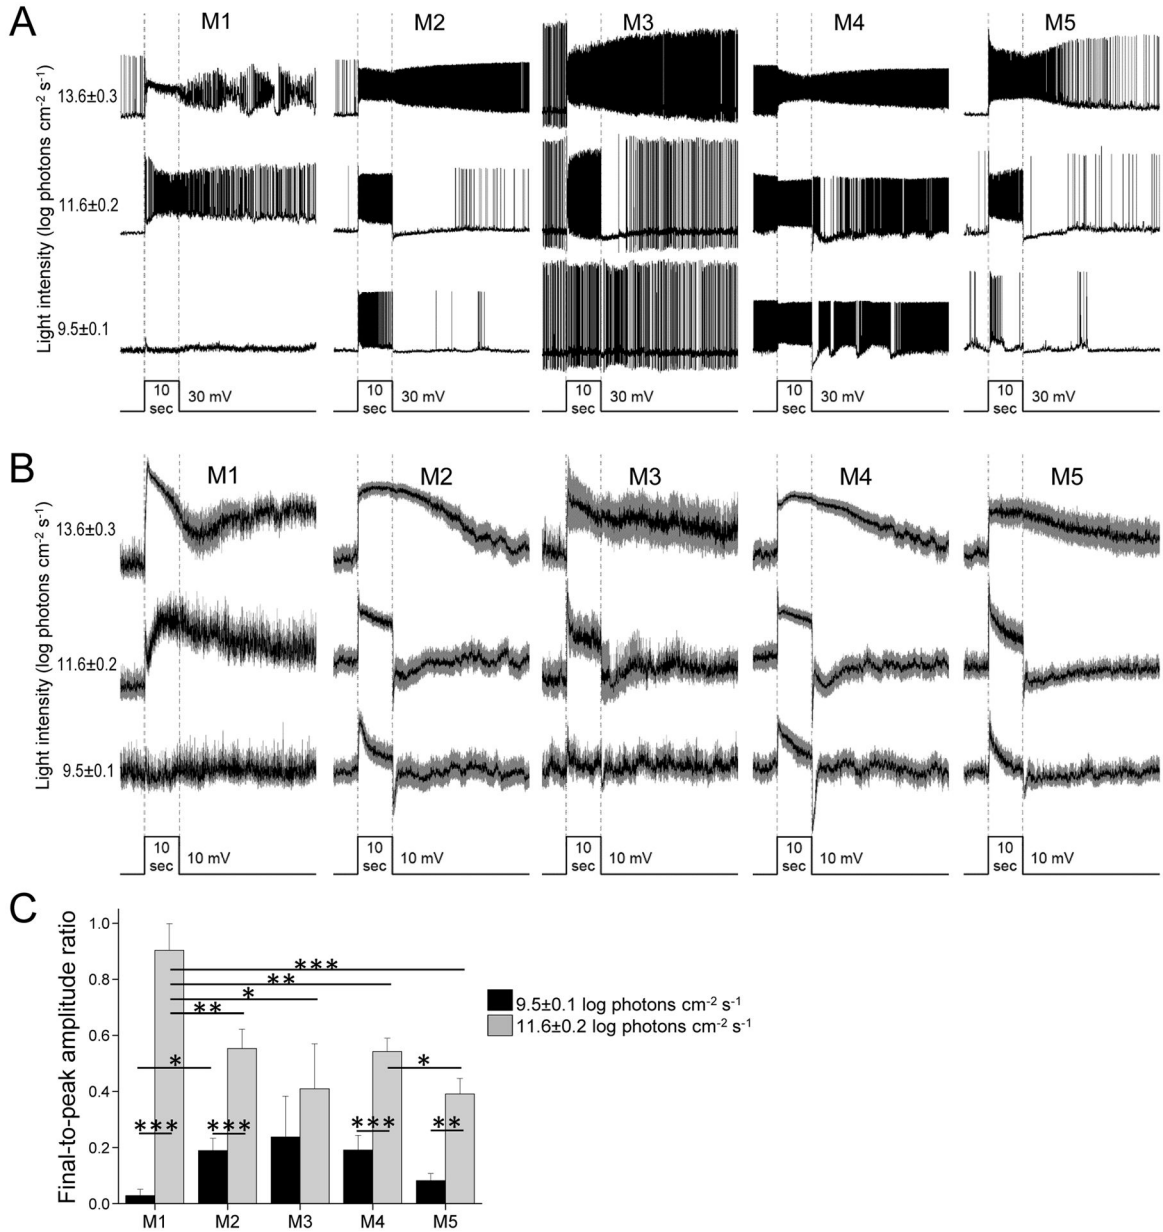 A
M1 M2 M3 M4 M5
Light intensity (log photons cm-2 s-1)
13.6±0.3
11.6±0.2
9.5±0.1
10 sec 30 mV 10 sec 30 mV 10 sec 30 mV 10 sec 30 mV 10 sec 30 mV
B
M1 M2 M3 M4 M5
Light intensity (log photons cm-2 s-1)
13.6±0.3
11.6±0.2
9.5±0.1
10 sec 10 mV 10 sec 10 mV 10 sec 10 mV 10 sec 10 mV 10 sec 10 mV
C
Final-to-peak amplitude ratio
1.0
0.8
0.6
0.4
0.2
0.0
***
**
*
**
*
*
*** *** *** **
M1 M2 M3 M4 M5
9.5±0.1 log photons cm-2 s-1
11.6±0.2 log photons cm-2 s-1